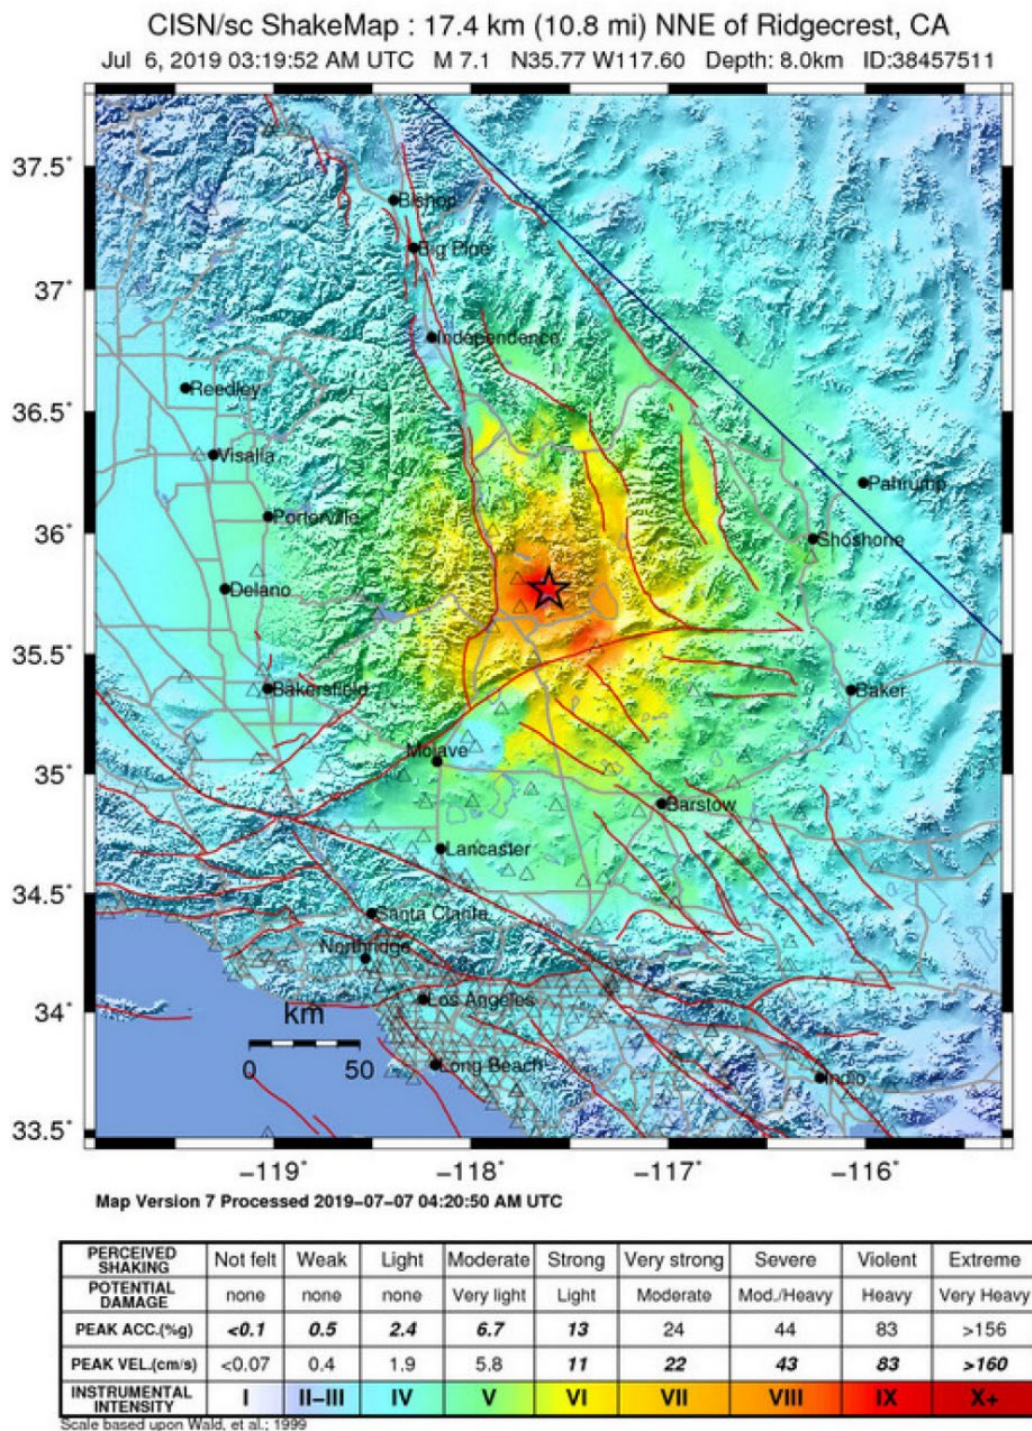 CISN/sc ShakeMap : 17.4 km (10.8 mi) NNE of Ridgecrest, CA
Jul 6, 2019 03:19:52 AM UTC M 7.1 N35.77 W117.60 Depth: 8.0km ID:38457511
37.5°
Bishop
Big Pine
37°
Independence
Reedley
36.5°
Visalia
Pahrump
Porterville
36°
Shoshone
Delano
35.5°
Bakersfield
Baker
Mojave
35°
Barstow
Lancaster
34.5°
Santa Clarita
Northridge
Los Angeles
34°
km
0 50
Long Beach
Indio
33.5°
−119° −118° −117° −116°
Map Version 7 Processed 2019−07−07 04:20:50 AM UTC
PERCEIVED SHAKING Not felt Weak Light Moderate Strong Very strong Severe Violent Extreme
POTENTIAL DAMAGE none none none Very light Light Moderate Mod./Heavy Heavy Very Heavy
PEAK ACC.(%g) <0.1 0.5 2.4 6.7 13 24 44 83 >156
PEAK VEL.(cm/s) <0.07 0.4 1.9 5.8 11 22 43 83 >160
INSTRUMENTAL INTENSITY I II−III IV V VI VII VIII IX X+
Scale based upon Wald, et al.; 1999